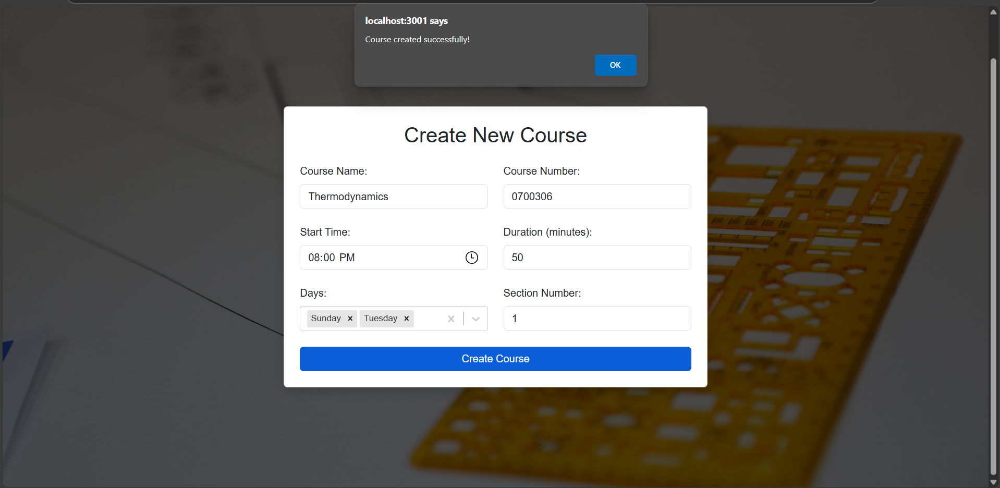 localhost:3001 says
Course created successfully!
OK
Create New Course
Course Name: Course Number:
Thermodynamics 0700306
Start Time: Duration (minutes):
08:00 PM 50
Days: Section Number:
Sunday × Tuesday × 1
Create Course